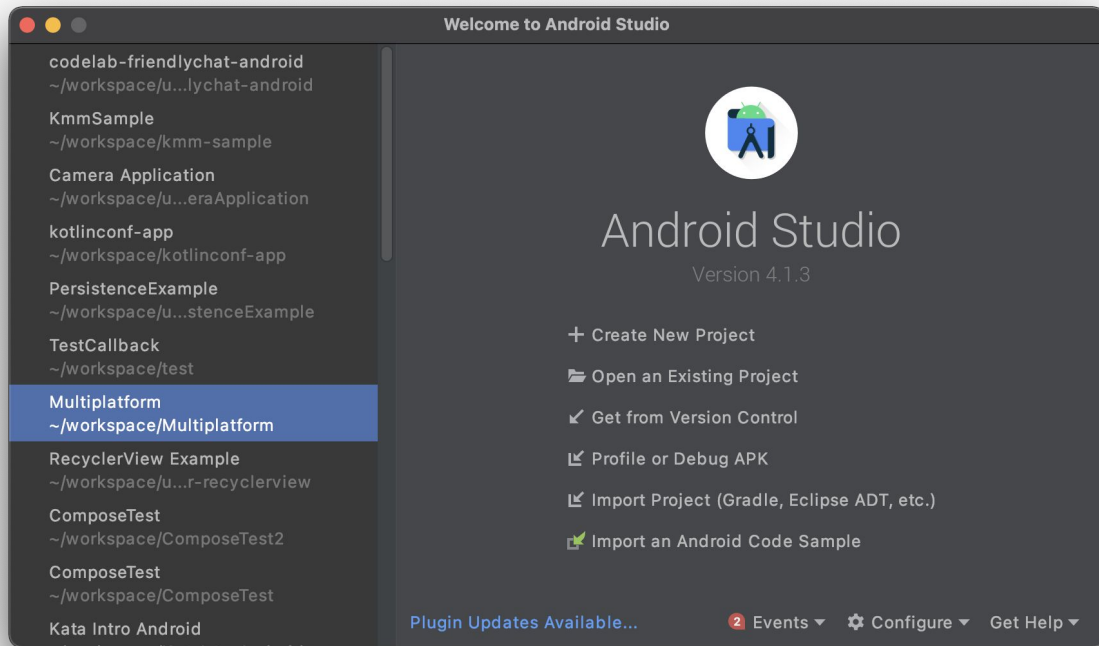 Welcome to Android Studio
codelab-friendlychat-android
~/workspace/u...lychat-android
KmmSample
~/workspace/kmm-sample
Camera Application
~/workspace/u...eraApplication
kotlinconf-app
~/workspace/kotlinconf-app
PersistenceExample
~/workspace/u...stenceExample
TestCallback
~/workspace/test
Multiplatform
~/workspace/Multiplatform
RecyclerView Example
~/workspace/u...r-recyclerview
ComposeTest
~/workspace/ComposeTest2
ComposeTest
~/workspace/ComposeTest
Kata Intro Android
Android Studio
Version 4.1.3
Create New Project
Open an Existing Project
Get from Version Control
Profile or Debug APK
Import Project (Gradle, Eclipse ADT, etc.)
Import an Android Code Sample
Plugin Updates Available... 2 Events Configure Get Help